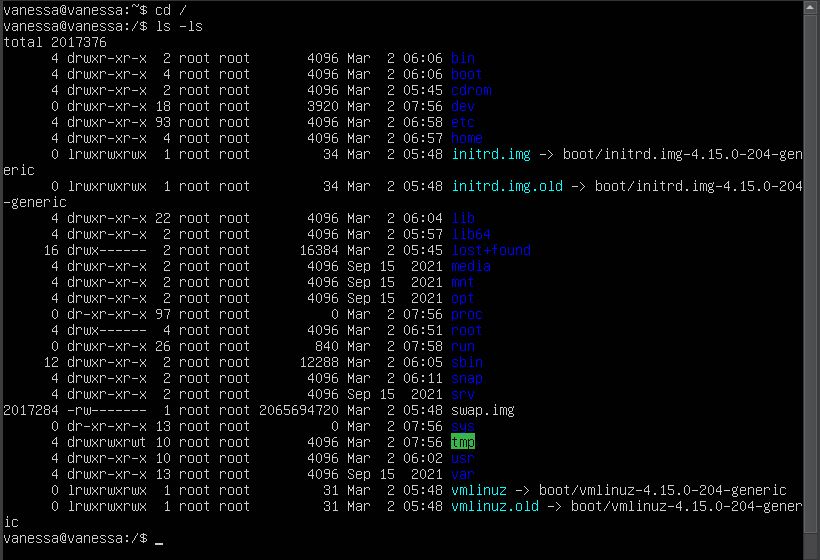 vanessa@vanessa:~$ cd /
vanessa@vanessa:/$ ls -ls
total 2017376
      4 drwxr-xr-x  2 root root       4096 Mar  2 06:06 bin
      4 drwxr-xr-x  4 root root       4096 Mar  2 06:06 boot
      4 drwxr-xr-x  2 root root       4096 Mar  2 05:45 cdrom
      0 drwxr-xr-x 18 root root       3920 Mar  2 07:56 dev
      4 drwxr-xr-x 93 root root       4096 Mar  2 06:58 etc
      4 drwxr-xr-x  4 root root       4096 Mar  2 06:57 home
      0 lrwxrwxrwx  1 root root         34 Mar  2 05:48 initrd.img -> boot/initrd.img-4.15.0-204-gen
eric
      0 lrwxrwxrwx  1 root root         34 Mar  2 05:48 initrd.img.old -> boot/initrd.img-4.15.0-204
-generic
      4 drwxr-xr-x 22 root root       4096 Mar  2 06:04 lib
      4 drwxr-xr-x  2 root root       4096 Mar  2 05:57 lib64
     16 drwx------  2 root root      16384 Mar  2 05:45 lost+found
      4 drwxr-xr-x  2 root root       4096 Sep 15  2021 media
      4 drwxr-xr-x  2 root root       4096 Sep 15  2021 mnt
      4 drwxr-xr-x  2 root root       4096 Sep 15  2021 opt
      0 dr-xr-xr-x 97 root root          0 Mar  2 07:56 proc
      4 drwx------  4 root root       4096 Mar  2 06:51 root
      0 drwxr-xr-x 26 root root        840 Mar  2 07:58 run
     12 drwxr-xr-x  2 root root      12288 Mar  2 06:05 sbin
      4 drwxr-xr-x  2 root root       4096 Mar  2 06:11 snap
      4 drwxr-xr-x  2 root root       4096 Sep 15  2021 srv
2017284 -rw-------  1 root root 2065694720 Mar  2 05:48 swap.img
      0 dr-xr-xr-x 13 root root          0 Mar  2 07:56 sys
      4 drwxrwxrwt 10 root root       4096 Mar  2 07:56 tmp
      4 drwxr-xr-x 10 root root       4096 Mar  2 06:02 usr
      4 drwxr-xr-x 13 root root       4096 Sep 15  2021 var
      0 lrwxrwxrwx  1 root root         31 Mar  2 05:48 vmlinuz -> boot/vmlinuz-4.15.0-204-generic
      0 lrwxrwxrwx  1 root root         31 Mar  2 05:48 vmlinuz.old -> boot/vmlinuz-4.15.0-204-gener
ic
vanessa@vanessa:/$ _